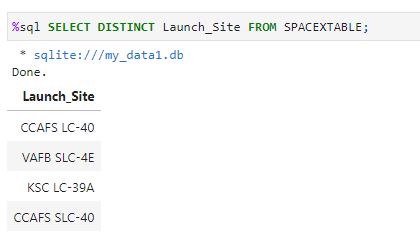 %sql SELECT DISTINCT Launch_Site FROM SPACEXTABLE;
* sqlite:///my_data1.db
Done.
Launch_Site
CCAFS LC-40
VAFB SLC-4E
KSC LC-39A
CCAFS SLC-40